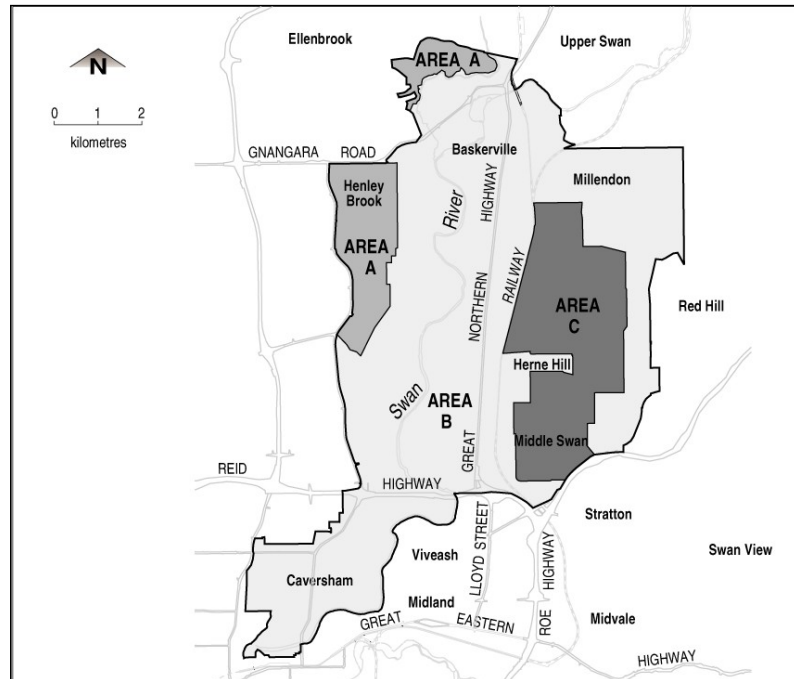 Ellenbrook
AREA A
Upper Swan
N
0 1 2
kilometres
GNANGARA ROAD
Baskerville
Millendon
Henley
Brook
AREA
A
River
HIGHWAY
RAILWAY
NORTHERN
AREA
C
Red Hill
Herne Hill
Swan
AREA
B
GREAT
Middle Swan
REID
HIGHWAY
Stratton
LLOYD STREET
HIGHWAY
Viveash
Swan View
Caversham
Midland
GREAT
EASTERN
ROE
Midvale
HIGHWAY